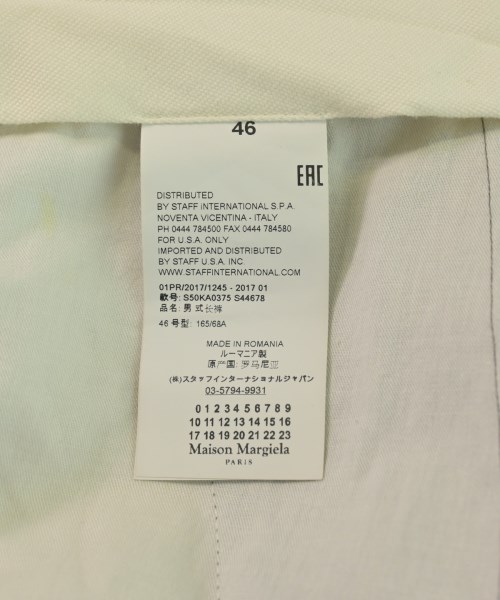 46
EAC
DISTRIBUTED
BY STAFF INTERNATIONAL S.P.A.
NOVENTA VICENTINA - ITALY
PH 0444 784500 FAX 0444 784580
FOR U.S.A. ONLY
IMPORTED AND DISTRIBUTED
BY STAFF U.S.A. INC.
WWW.STAFFINTERNATIONAL.COM
01PR/2017/1245 - 2017 01
款号: S50KA0375 S44678
品名: 男 式长裤
46 号型: 165/68A
MADE IN ROMANIA
ルーマニア製
原产国: 罗马尼亚
(株)スタッフインターナショナルジャパン
03-5794-9931
0 1 2 3 4 5 6 7 8 9
10 11 12 13 14 15 16
17 18 19 20 21 22 23
Maison Margiela
PARIS